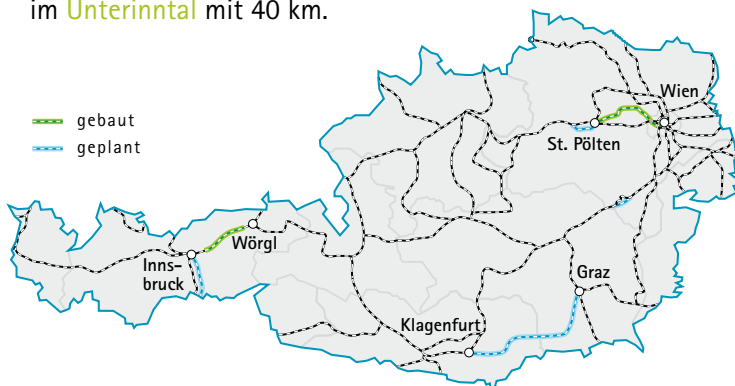 im Unterinntal mit 40 km.
gebaut
geplant
Wien
St. Pölten
Wörgl
Inns-
bruck
Graz
Klagenfurt